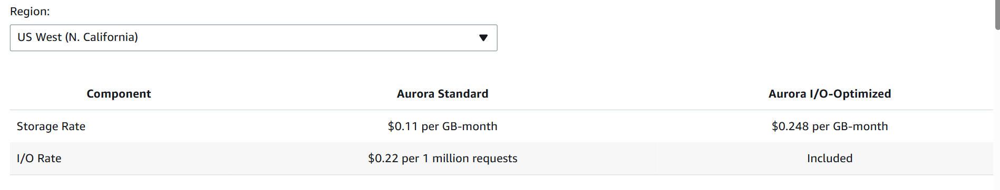 Region:
US West (N. California)
Component Aurora Standard Aurora I/O-Optimized
Storage Rate $0.11 per GB-month $0.248 per GB-month
I/O Rate $0.22 per 1 million requests Included